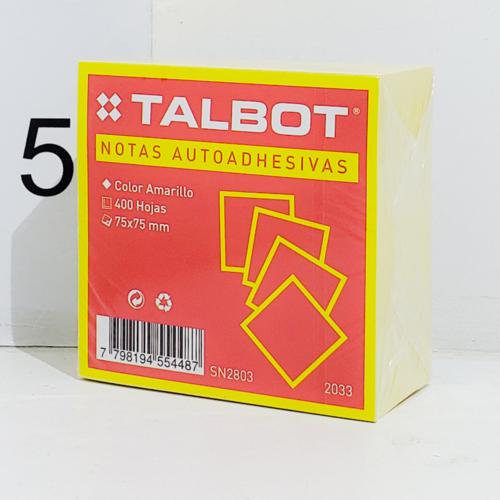 5
TALBOT®
NOTAS AUTOADHESIVAS
Color Amarillo
400 Hojas
75x75 mm
7 798194 554487
SN2803
2033